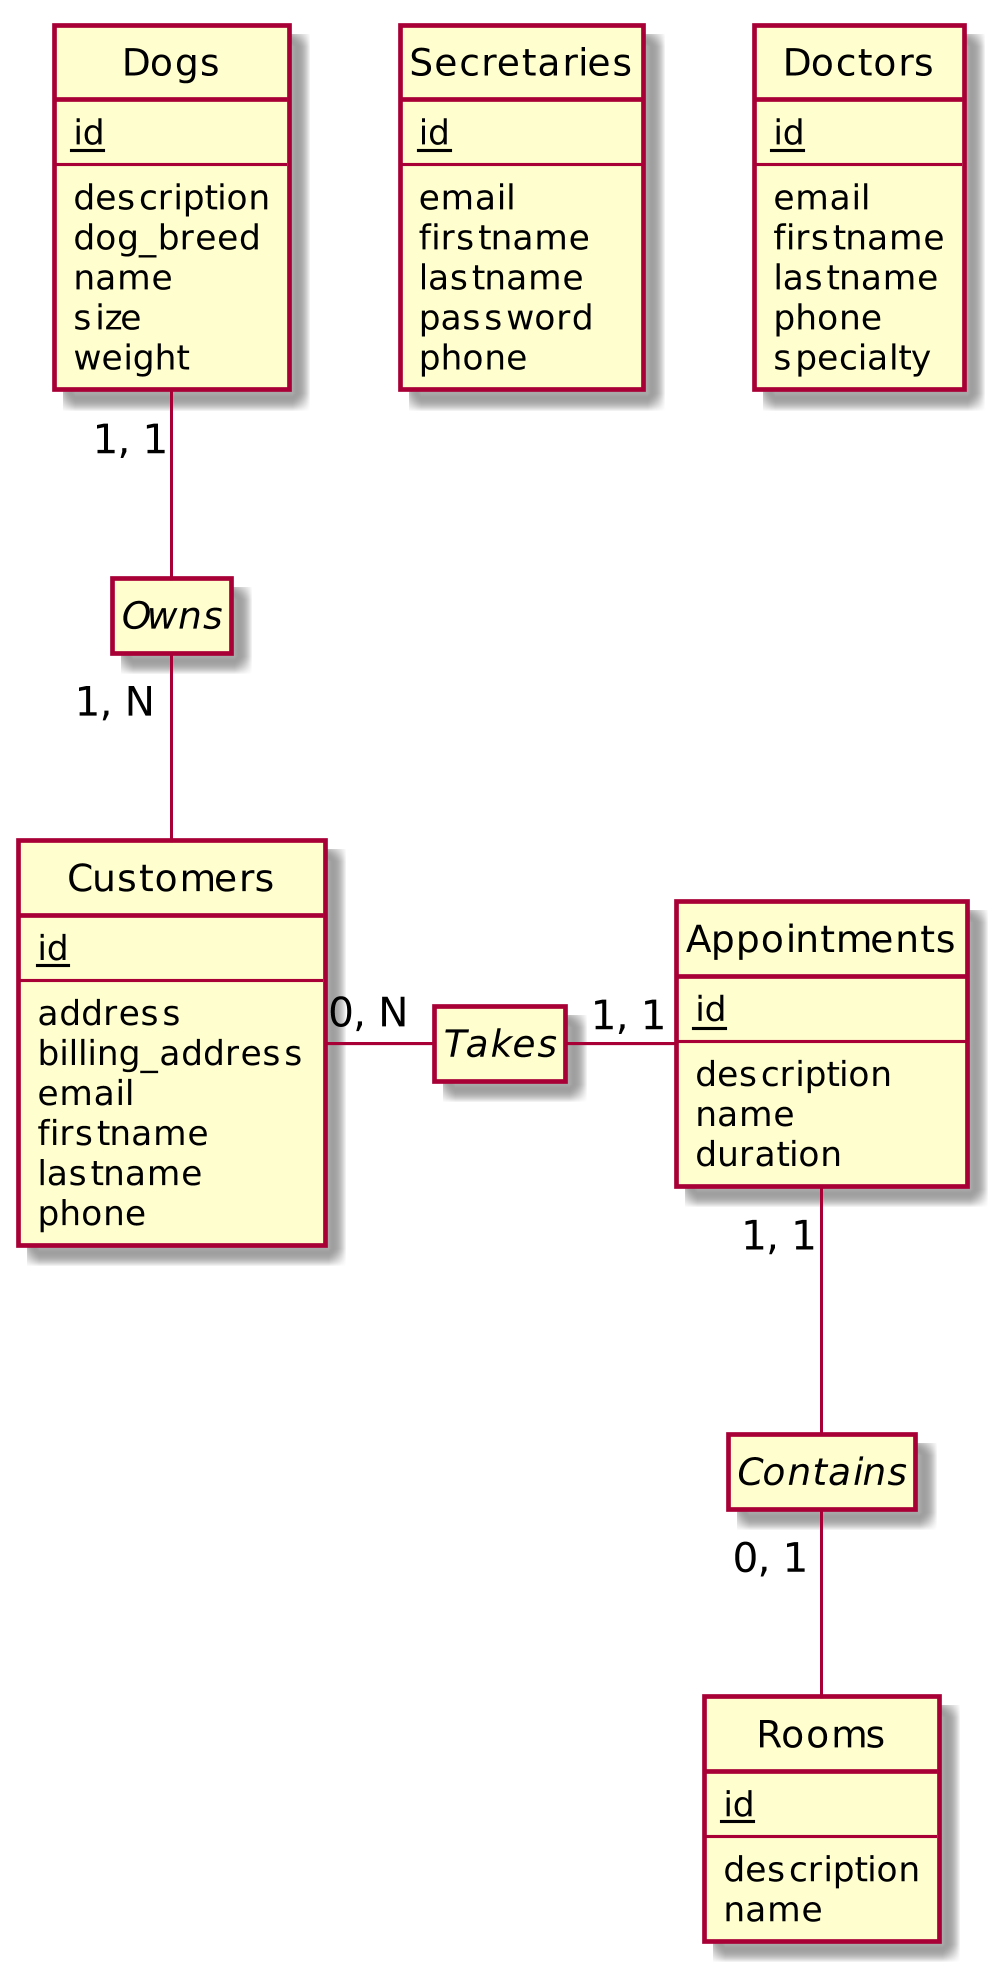 Dogs
id
description
dog_breed
name
size
weight
Secretaries
id
email
firstname
lastname
password
phone
Doctors
id
email
firstname
lastname
phone
specialty
1, 1
Owns
1, N
Customers
id
address
billing_address
email
firstname
lastname
phone
0, N
Takes
1, 1
Appointments
id
description
name
duration
1, 1
Contains
0, 1
Rooms
id
description
name